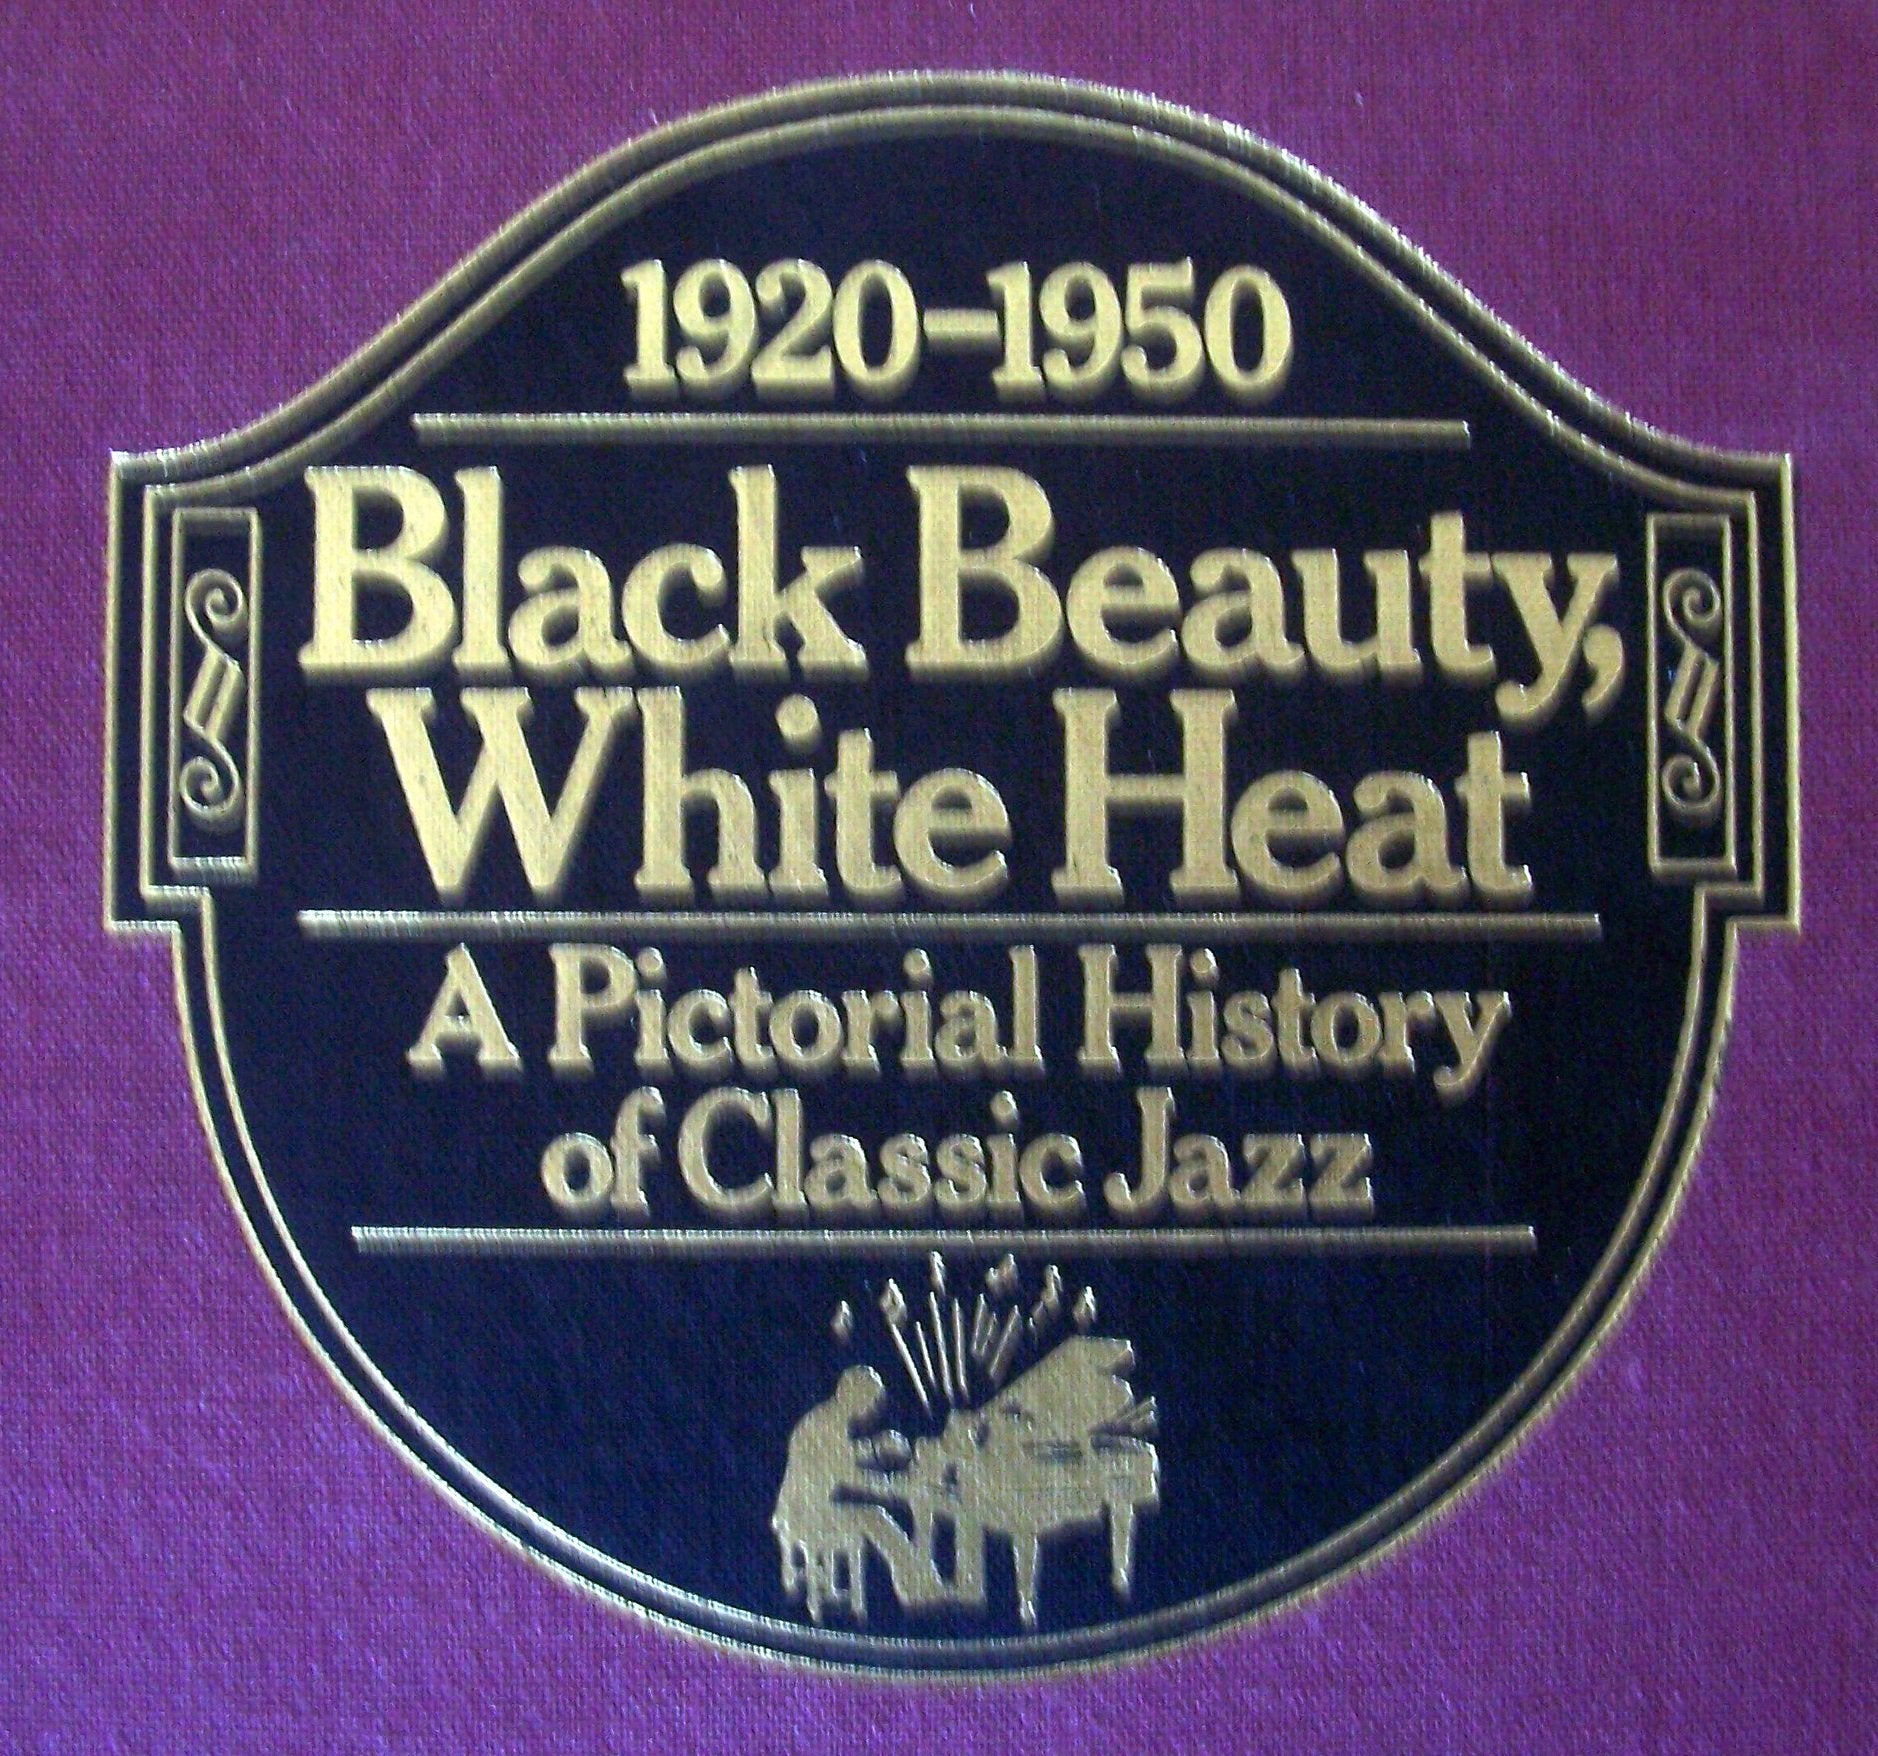 1920–1950
Black Beauty,
White Heat
A Pictorial History
of Classic Jazz